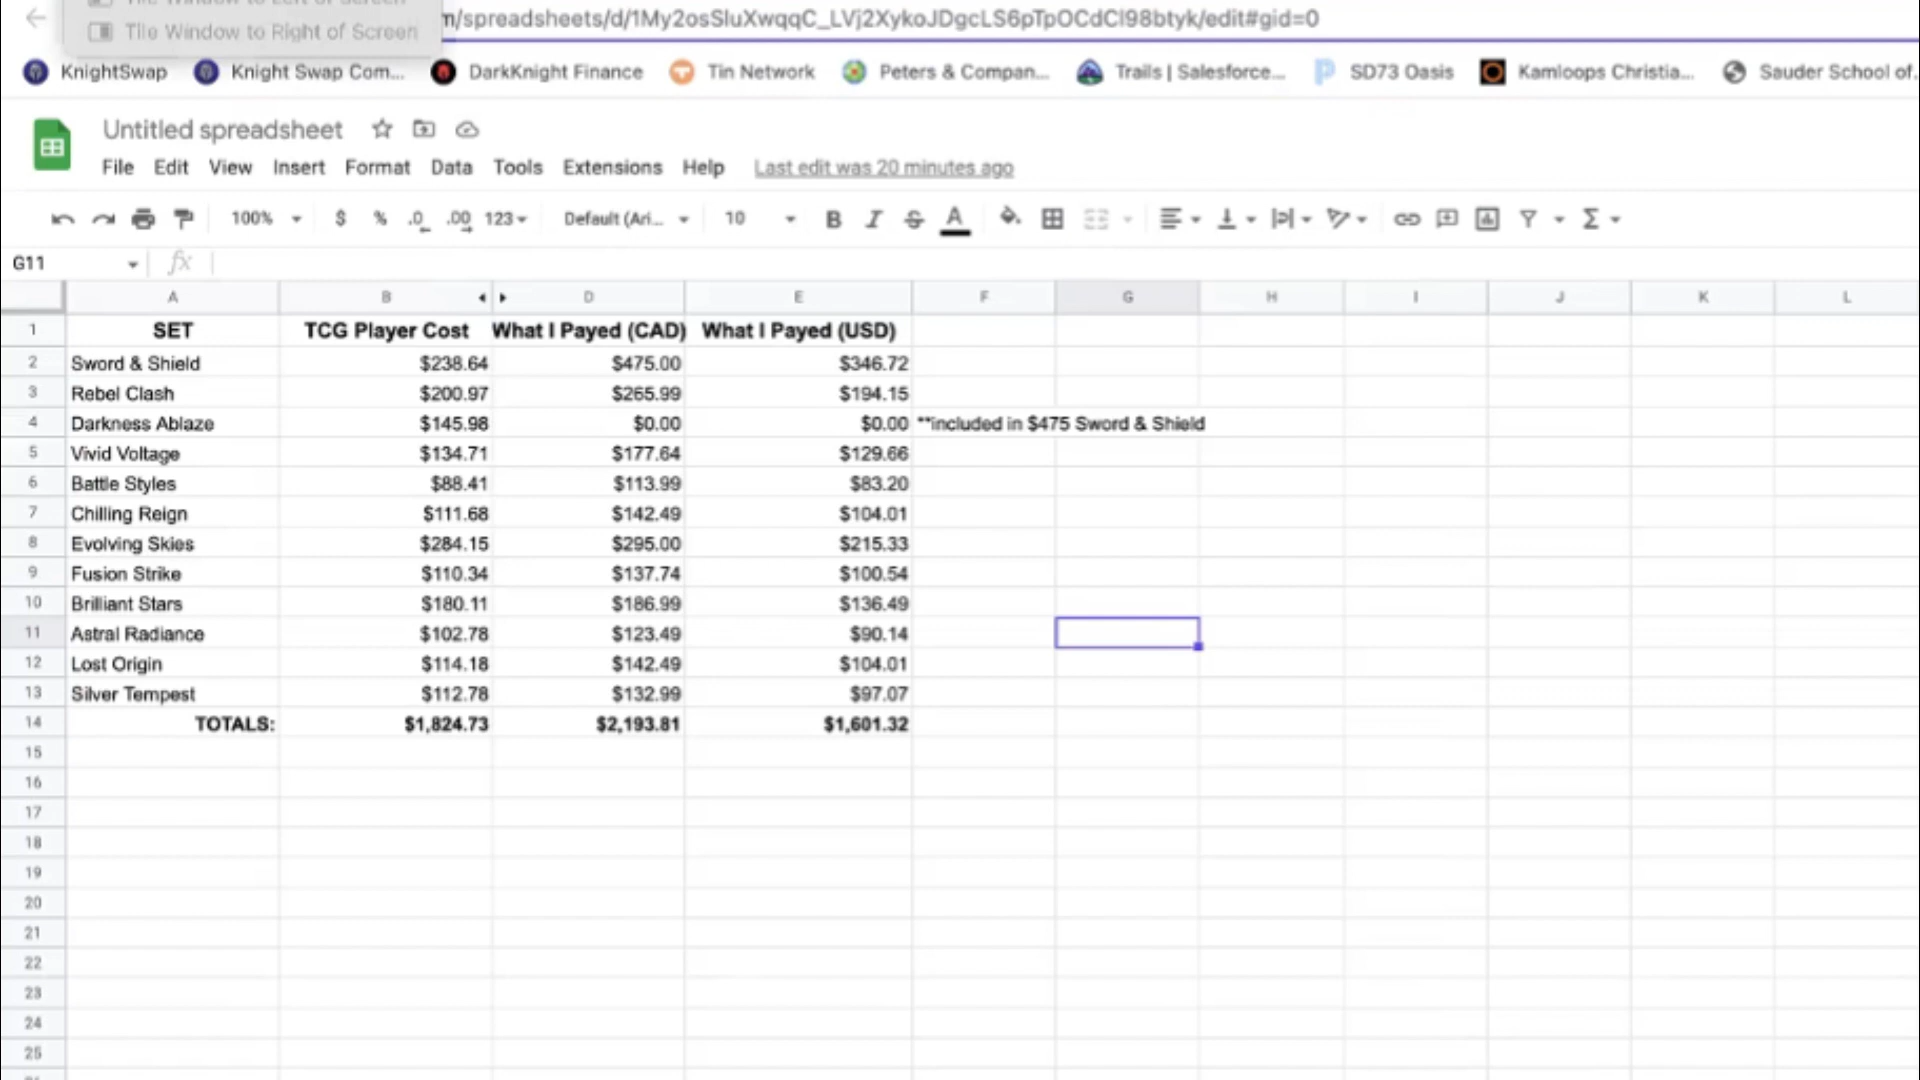 Tile Window to Left of Screen
Tile Window to Right of Screen
m/spreadsheets/d/1My2osSluXwqqC_LVj2XykoJDgcLS6pTpOCdCl98btyk/edit#gid=0
KnightSwap Knight Swap Com... DarkKnight Finance Tin Network Peters & Compan... Trails | Salesforce... SD73 Oasis Kamloops Christia... Sauder School of.
Untitled spreadsheet
File Edit View Insert Format Data Tools Extensions Help Last edit was 20 minutes ago
100% $ % .0 .00 123 Default (Ari... 10 B I S A
G11 fx
A B D E F G H I J K L
1 SET TCG Player Cost What I Payed (CAD) What I Payed (USD)
2 Sword & Shield $238.64 $475.00 $346.72
3 Rebel Clash $200.97 $265.99 $194.15
4 Darkness Ablaze $145.98 $0.00 $0.00 **included in $475 Sword & Shield
5 Vivid Voltage $134.71 $177.64 $129.66
6 Battle Styles $88.41 $113.99 $83.20
7 Chilling Reign $111.68 $142.49 $104.01
8 Evolving Skies $284.15 $295.00 $215.33
9 Fusion Strike $110.34 $137.74 $100.54
10 Brilliant Stars $180.11 $186.99 $136.49
11 Astral Radiance $102.78 $123.49 $90.14
12 Lost Origin $114.18 $142.49 $104.01
13 Silver Tempest $112.78 $132.99 $97.07
14 TOTALS: $1,824.73 $2,193.81 $1,601.32
15
16
17
18
19
20
21
22
23
24
25